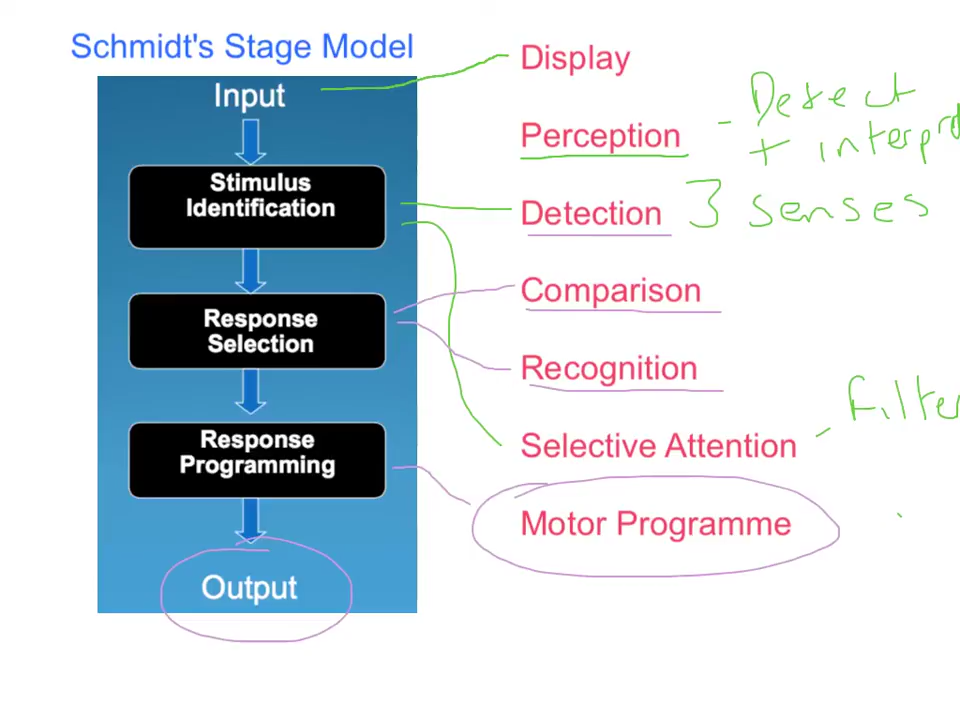 Schmidt's Stage Model
Input
Stimulus
Identification
Response
Selection
Response
Programming
Output
Display
Perception
- Detect
+ interpret
Detection 3 senses
Comparison
Recognition
Selective Attention - Filter
Motor Programme